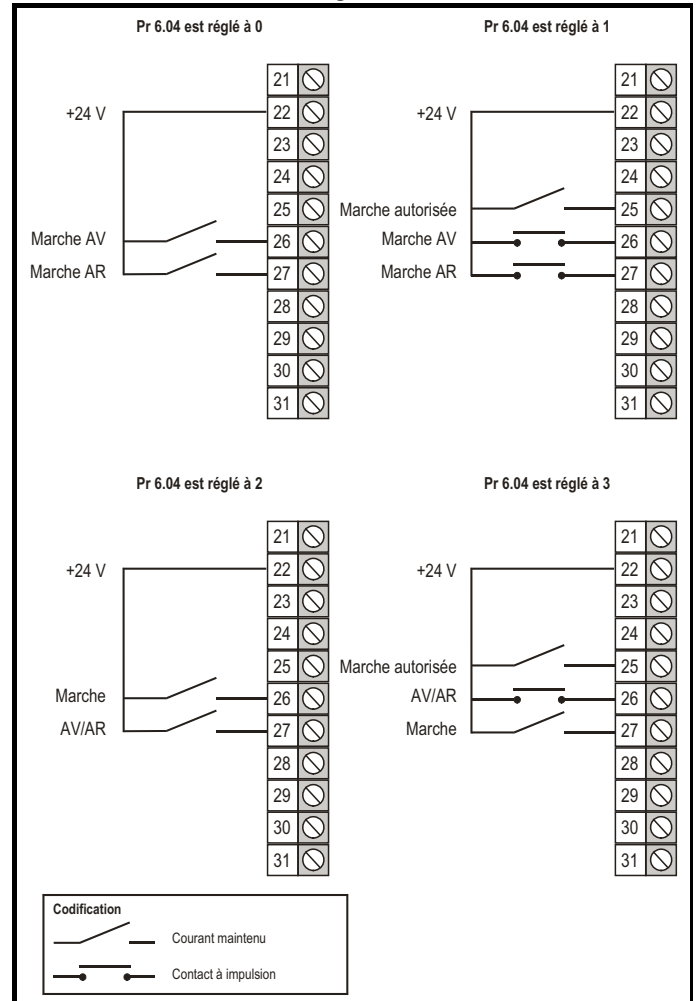 Pr 6.04 est réglé à 0
21
+24 V 22
23
24
25
Marche AV 26
Marche AR 27
28
29
30
31
Pr 6.04 est réglé à 1
21
+24 V 22
23
24
Marche autorisée 25
Marche AV 26
Marche AR 27
28
29
30
31
Pr 6.04 est réglé à 2
21
+24 V 22
23
24
25
Marche 26
AV/AR 27
28
29
30
31
Pr 6.04 est réglé à 3
21
+24 V 22
23
24
Marche autorisée 25
AV/AR 26
Marche 27
28
29
30
31
Codification
Courant maintenu
Contact à impulsion